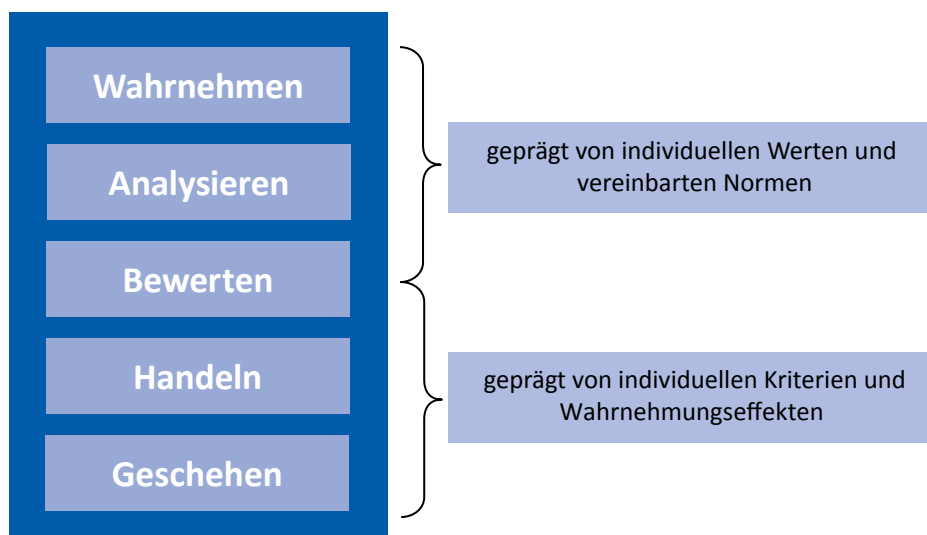 Wahrnehmen
Analysieren
Bewerten
Handeln
Geschehen
geprägt von individuellen Werten und
vereinbarten Normen
geprägt von individuellen Kriterien und
Wahrnehmungseffekten